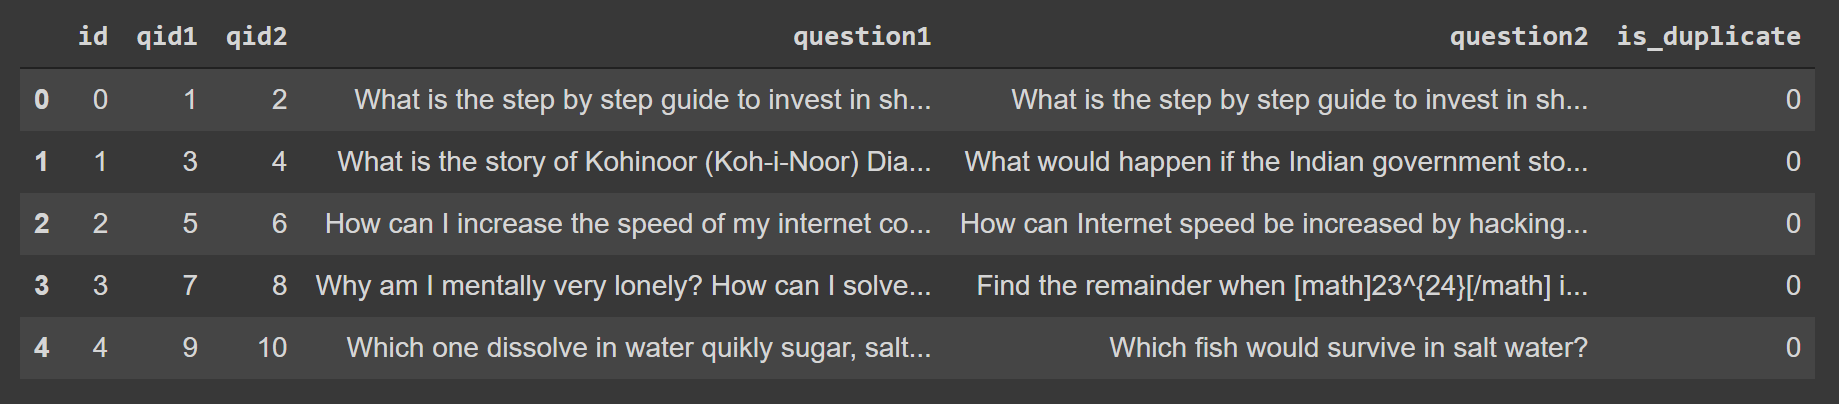 id qid1 qid2 question1 question2 is_duplicate
0 0 1 2 What is the step by step guide to invest in sh... What is the step by step guide to invest in sh... 0
1 1 3 4 What is the story of Kohinoor (Koh-i-Noor) Dia... What would happen if the Indian government sto... 0
2 2 5 6 How can I increase the speed of my internet co... How can Internet speed be increased by hacking... 0
3 3 7 8 Why am I mentally very lonely? How can I solve... Find the remainder when [math]23^{24}[/math] i... 0
4 4 9 10 Which one dissolve in water quikly sugar, salt... Which fish would survive in salt water? 0